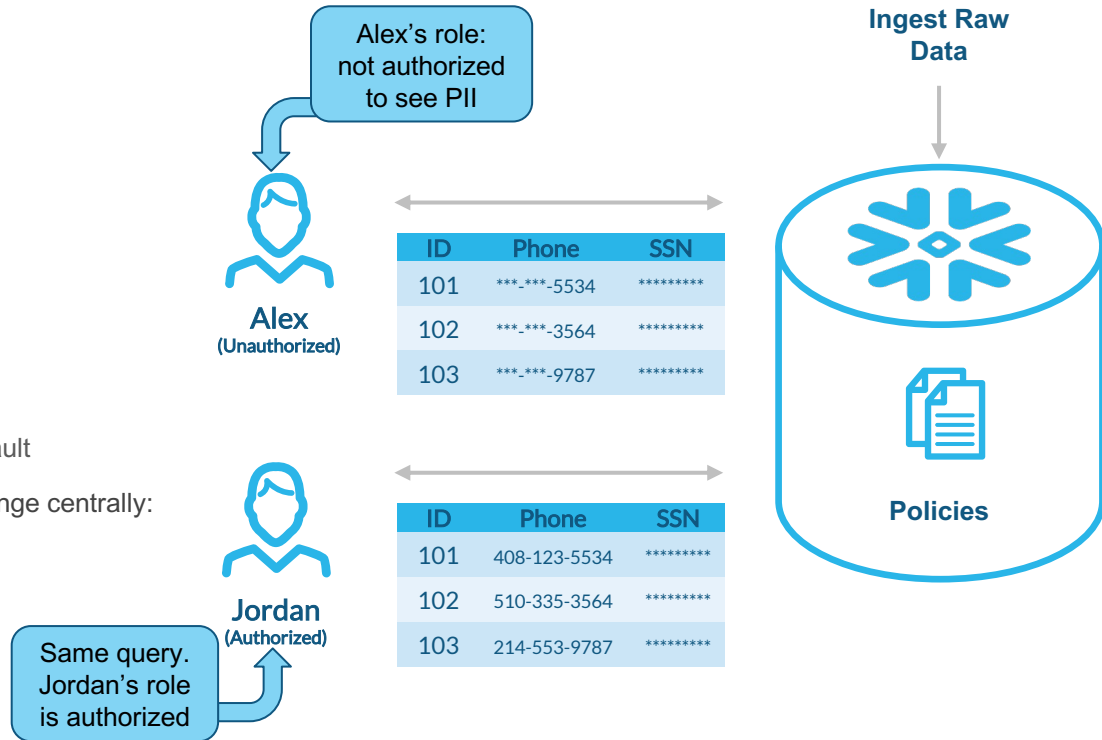 Alex’s role:
not authorized
to see PII
Ingest Raw
Data
Alex
(Unauthorized)
ID Phone SSN
101 ***-***-5534 *********
102 ***-***-3564 *********
103 ***-***-9787 *********
Policies
ault
nge centrally:
Jordan
(Authorized)
ID Phone SSN
101 408-123-5534 *********
102 510-335-3564 *********
103 214-553-9787 *********
Same query.
Jordan’s role
is authorized